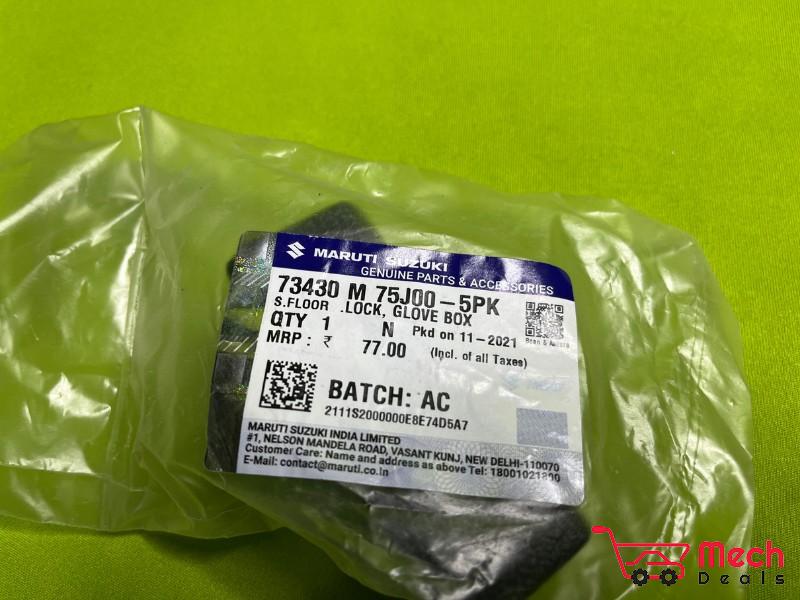 MARUTI SUZUKI
GENUINE PARTS & ACCESSORIES
73430 M 75J00-5PK
S.FLOOR .LOCK, GLOVE BOX
QTY 1 N Pkd on 11-2021
MRP : ₹ 77.00 (Incl. of all Taxes)
BATCH: AC
2111S2000000E8E74D5A7
MARUTI SUZUKI INDIA LIMITED
#1, NELSON MANDELA ROAD, VASANT KUNJ, NEW DELHI-110070
Customer Care: Name and address as above Tel: 18001021800
E-Mail: contact@maruti.co.in
Mech
Deals